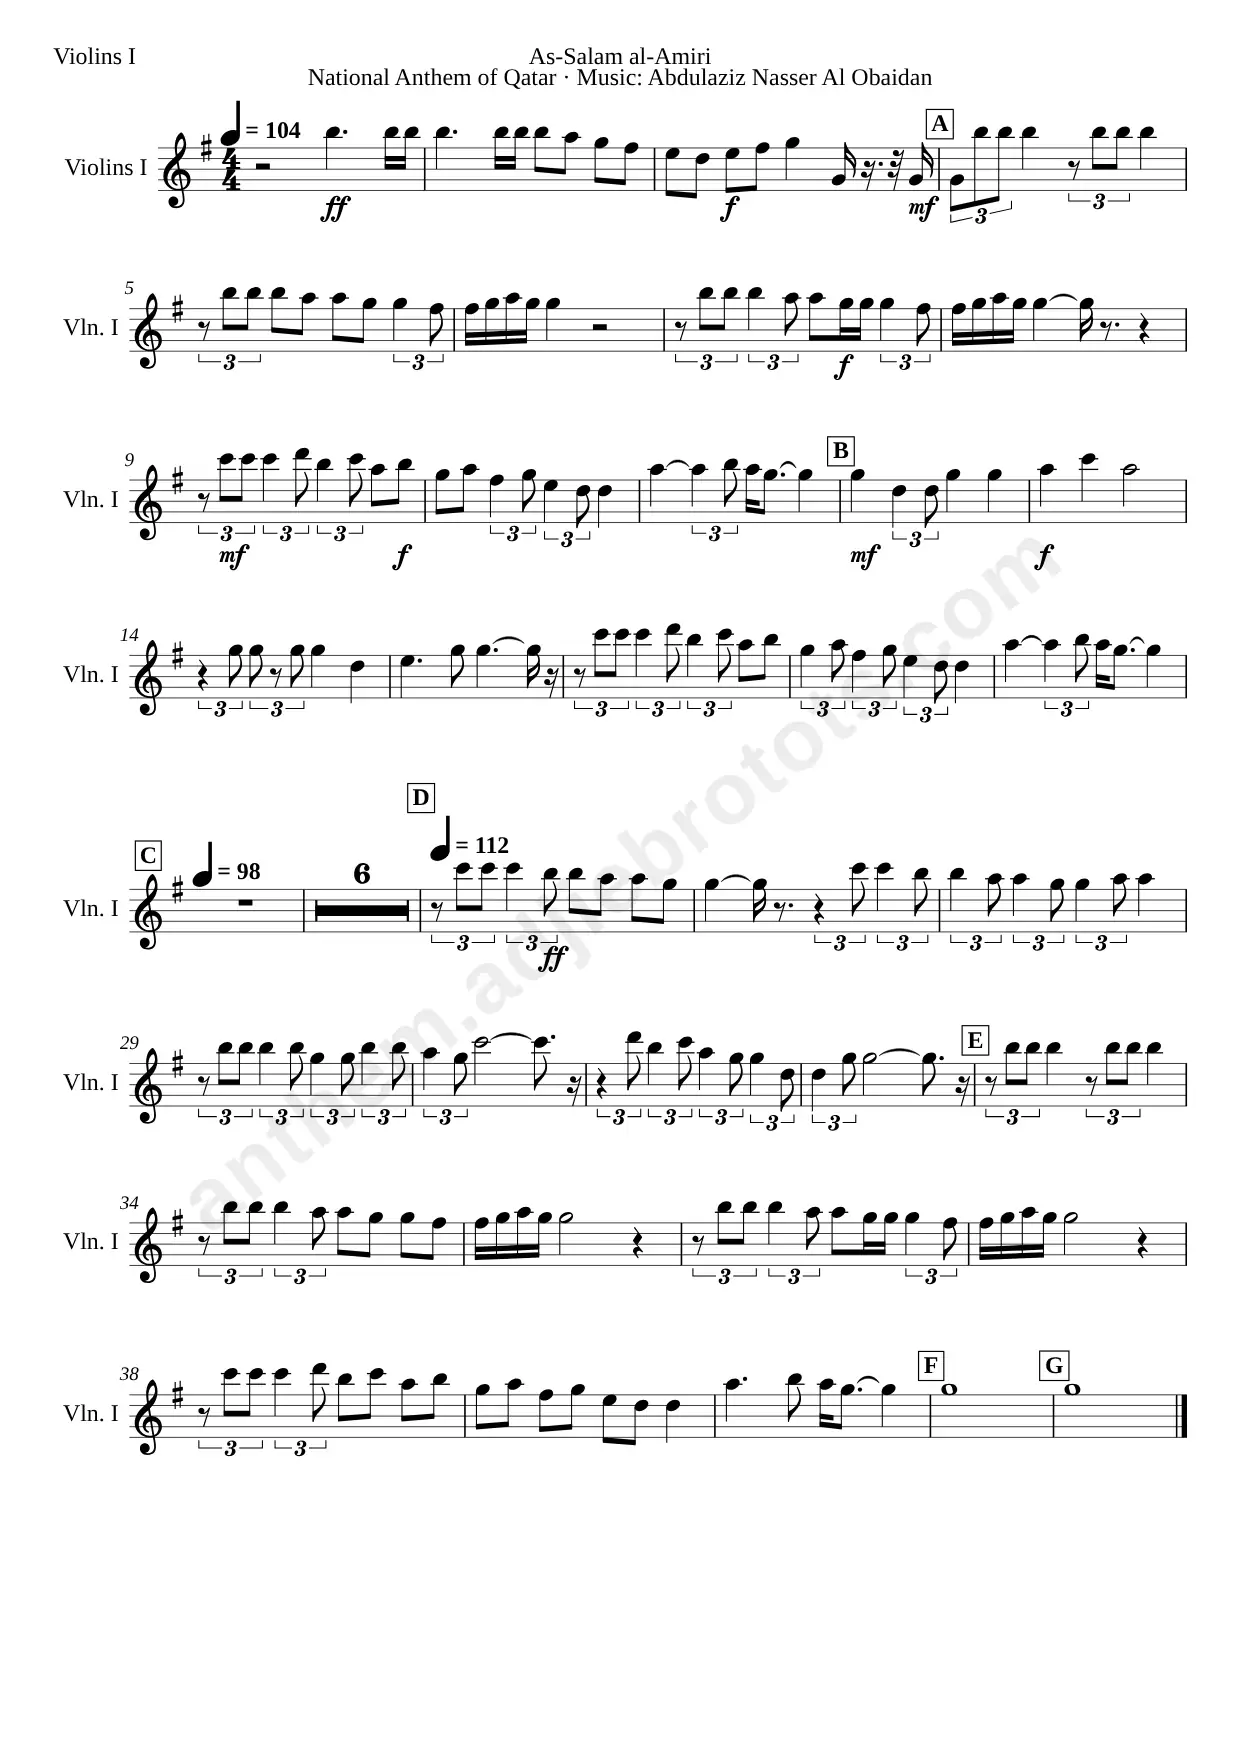 Violins I
As-Salam al-Amiri
National Anthem of Qatar · Music: Abdulaziz Nasser Al Obaidan
= 104
A
Violins I
4
4
ff
f
mf
3
3
5
Vln. I
3
3
3
3
f
3
9
B
Vln. I
3
3
3
3
3
3
3
mf
f
mf
f
14
Vln. I
3
3
3
3
3
3
3
3
3
D
C
= 98
6
= 112
Vln. I
3
3
3
3
3
3
3
ff
29
E
Vln. I
3
3
3
3
3
3
3
3
3
3
3
3
34
Vln. I
3
3
3
3
3
38
F
G
Vln. I
3
3
anthem.adjiebrotots.com